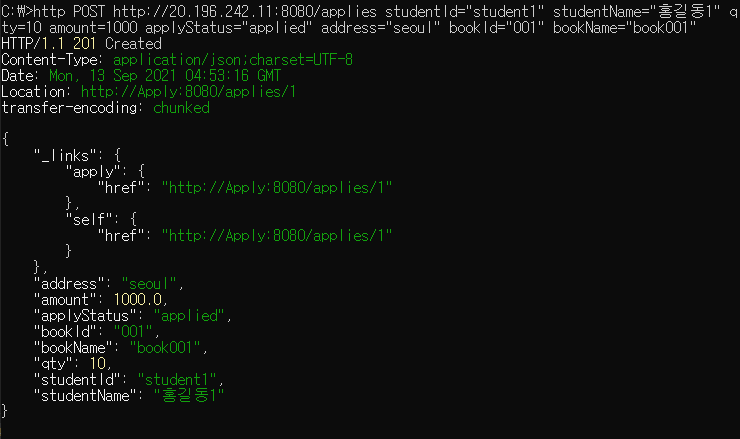 C:\>http POST http://20.196.242.11:8080/applies studentId="student1" studentName="홍길동1" q
ty=10 amount=1000 applyStatus="applied" address="seoul" bookId="001" bookName="book001"
HTTP/1.1 201 Created
Content-Type: application/json;charset=UTF-8
Date: Mon, 13 Sep 2021 04:53:16 GMT
Location: http://Apply:8080/applies/1
transfer-encoding: chunked
{
"_links": {
"apply": {
"href": "http://Apply:8080/applies/1"
},
"self": {
"href": "http://Apply:8080/applies/1"
}
},
"address": "seoul",
"amount": 1000.0,
"applyStatus": "applied",
"bookId": "001",
"bookName": "book001",
"qty": 10,
"studentId": "student1",
"studentName": "홍길동1"
}